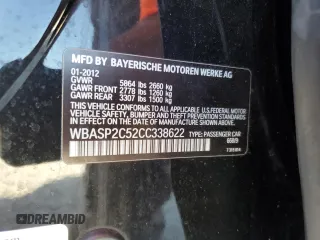 MFD BY BAYERISCHE MOTOREN WERKE AG
01-2012
GVWR 5864 lbs 2660 kg
GAWR FRONT 2778 lbs 1260 kg
GAWR REAR 3307 lbs 1500 kg
THIS VEHICLE CONFORMS TO ALL APPLICABLE
FEDERAL MOTOR VEHICLE SAFETY, BUMPER,
AND THEFT PREVENTION STANDARDS IN
EFFECT ON THE DATE OF MANUFACTURE
SHOWN ABOVE.
WBASP2C52CC338622
TYPE: PASSENGER CAR
668/9
DREAMBID